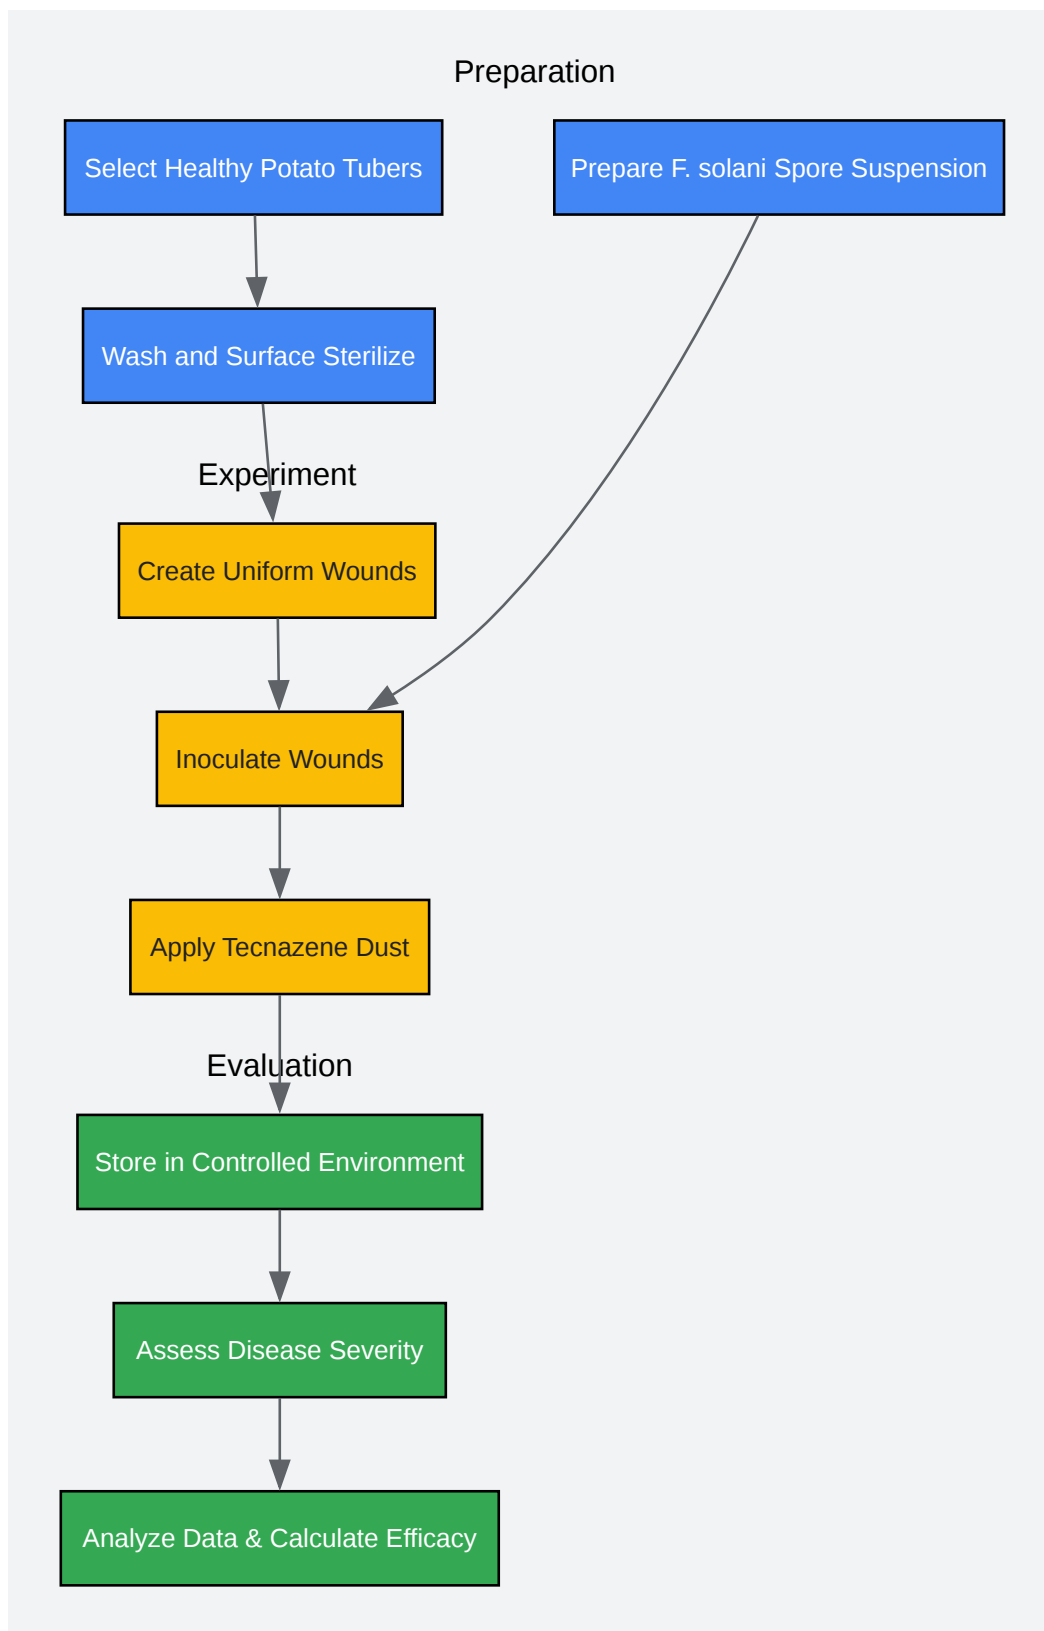 Preparation
Select Healthy Potato Tubers
Prepare F. solani Spore Suspension
Wash and Surface Sterilize
Experiment
Create Uniform Wounds
Inoculate Wounds
Apply Tecnazene Dust
Evaluation
Store in Controlled Environment
Assess Disease Severity
Analyze Data & Calculate Efficacy